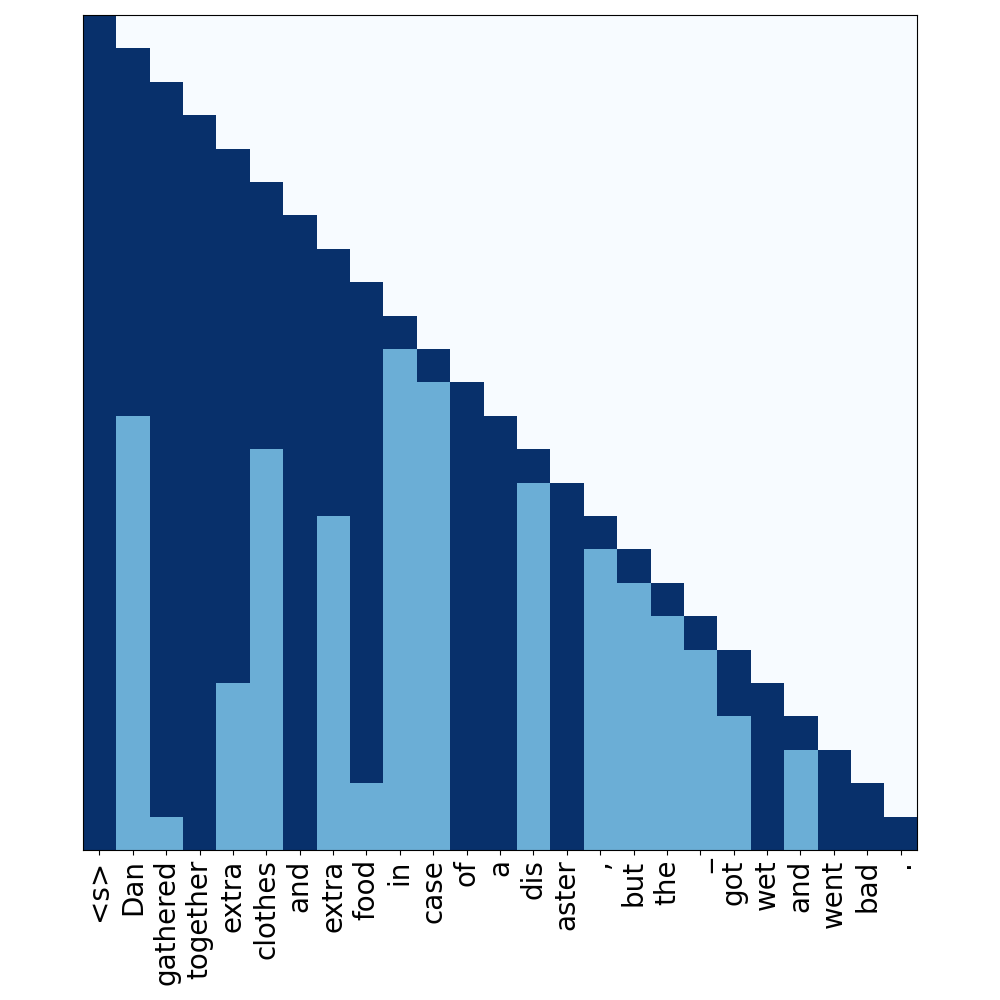 <s> Dan gathered together extra clothes and extra food in case of a dis aster , but the _ got wet and went bad .